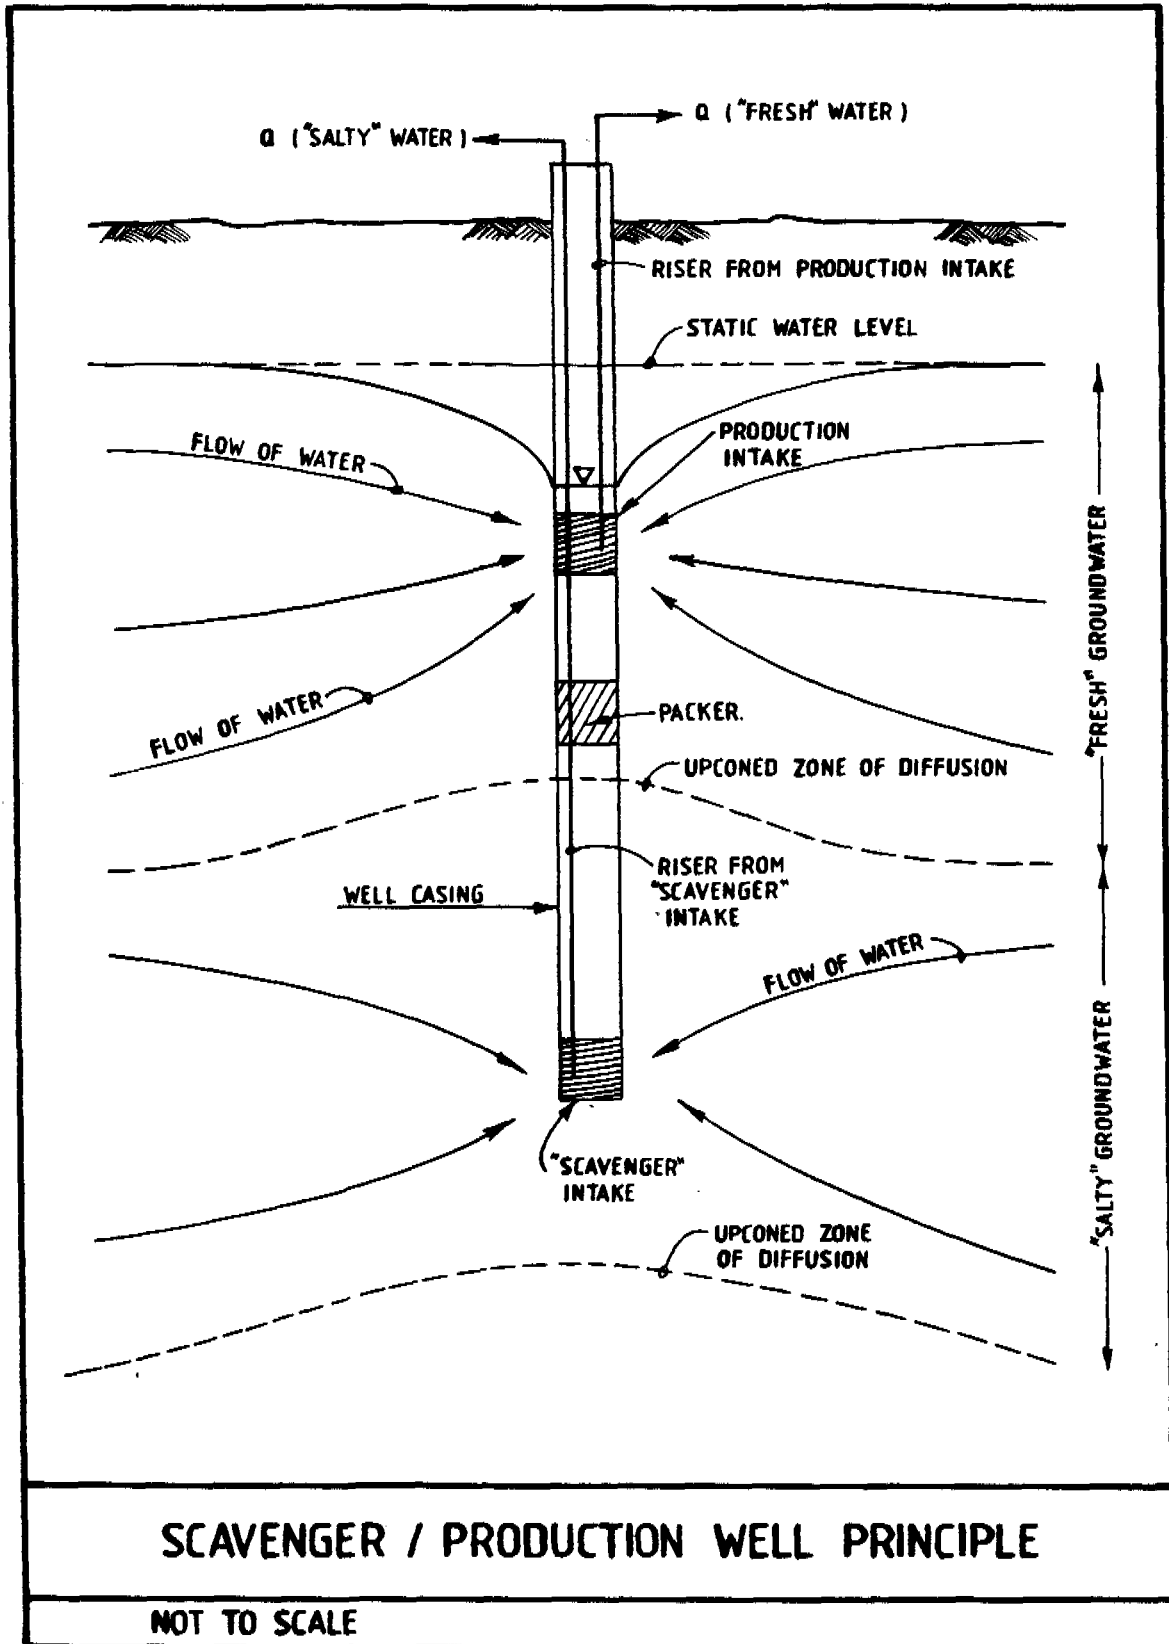 Q ("FRESH" WATER)
Q ("SALTY" WATER)
RISER FROM PRODUCTION INTAKE
STATIC WATER LEVEL
PRODUCTION
INTAKE
FLOW OF WATER
"FRESH" GROUNDWATER
FLOW OF WATER
PACKER.
UPCONED ZONE OF DIFFUSION
RISER FROM
"SCAVENGER"
INTAKE
WELL CASING
FLOW OF WATER
"SALTY" GROUNDWATER
"SCAVENGER"
INTAKE
UPCONED ZONE
OF DIFFUSION
SCAVENGER / PRODUCTION WELL PRINCIPLE
NOT TO SCALE